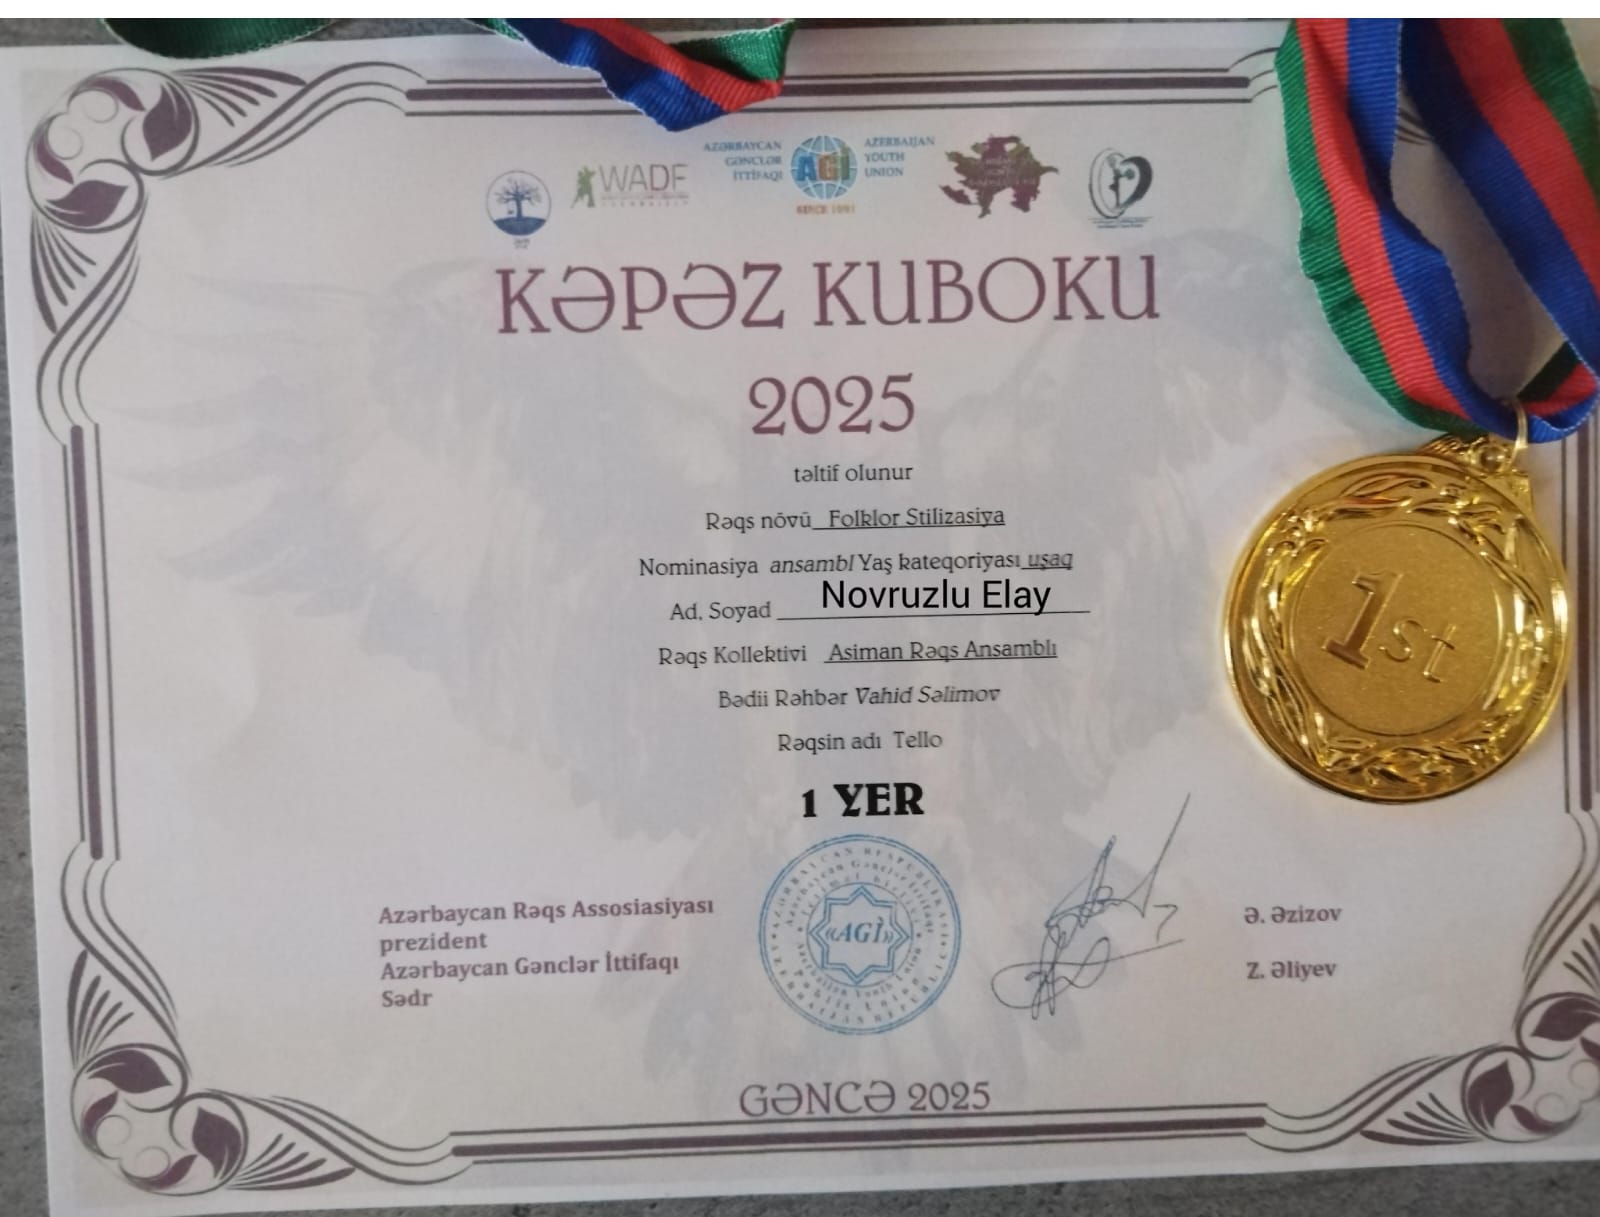 WADF
AZƏRBAYCAN
GƏNCLƏR
İTTİFAQI
AGİ
AZERBAIJAN
YOUTH
UNION
SINCE 1991
KƏPƏZ KUBOKU
2025
təltif olunur
Rəqs növü Folklor Stilizasiya
Nominasiya ansambl Yaş kateqoriyası uşaq
Ad, Soyad Novruzlu Elay
Rəqs Kollektivi Asiman Rəqs Ansamblı
Bədii Rəhbər Vahid Səlimov
Rəqsin adı Tello
1 YER
Azərbaycan Rəqs Assosiasiyası
prezident
Azərbaycan Gənclər İttifaqı
Sədr
«AGİ»
Ə. Əzizov
Z. Əliyev
GƏNCƏ 2025
1st